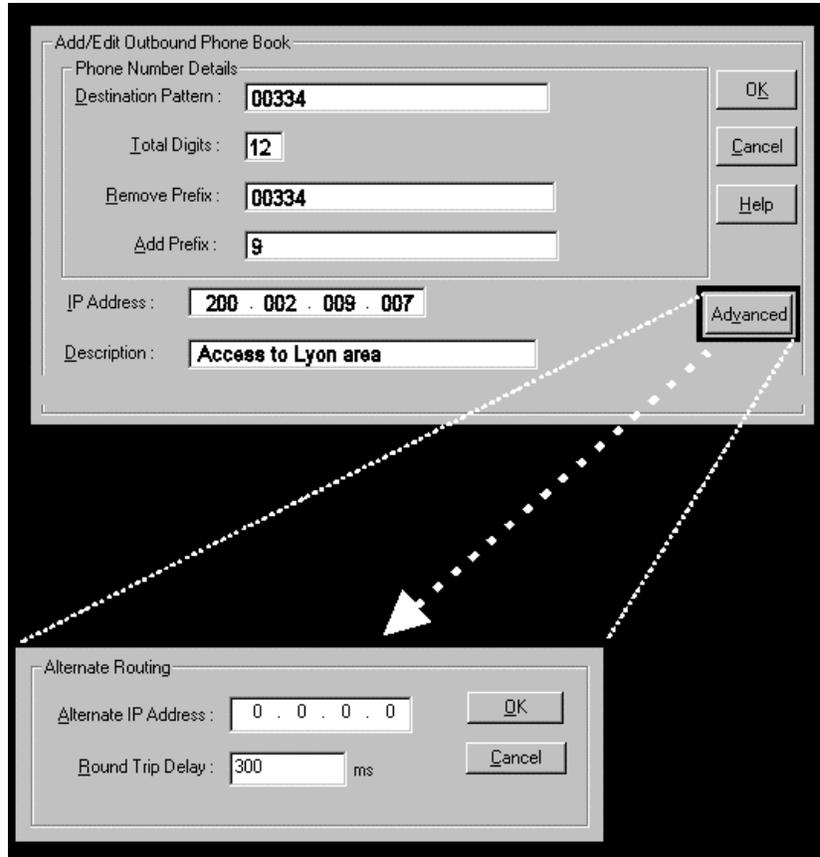 Add/Edit Outbound Phone Book
Phone Number Details
Destination Pattern : 00334
OK
Total Digits : 12
Cancel
Remove Prefix : 00334
Help
Add Prefix : 9
IP Address : 200 . 002 . 009 . 007
Advanced
Description : Access to Lyon area
Alternate Routing
Alternate IP Address : 0 . 0 . 0 . 0
OK
Round Trip Delay : 300 ms
Cancel